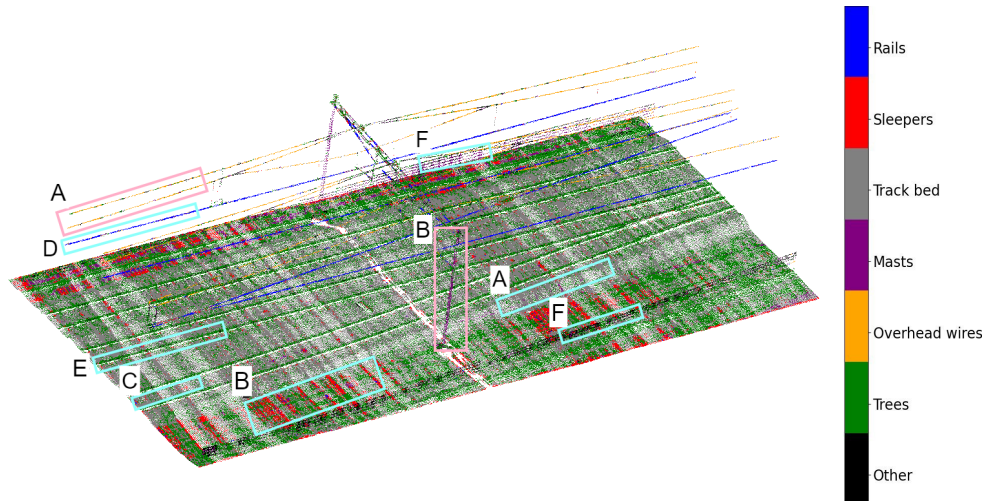 F
A
D
B
A
F
E
C
B
Rails
Sleepers
Track bed
Masts
Overhead wires
Trees
Other